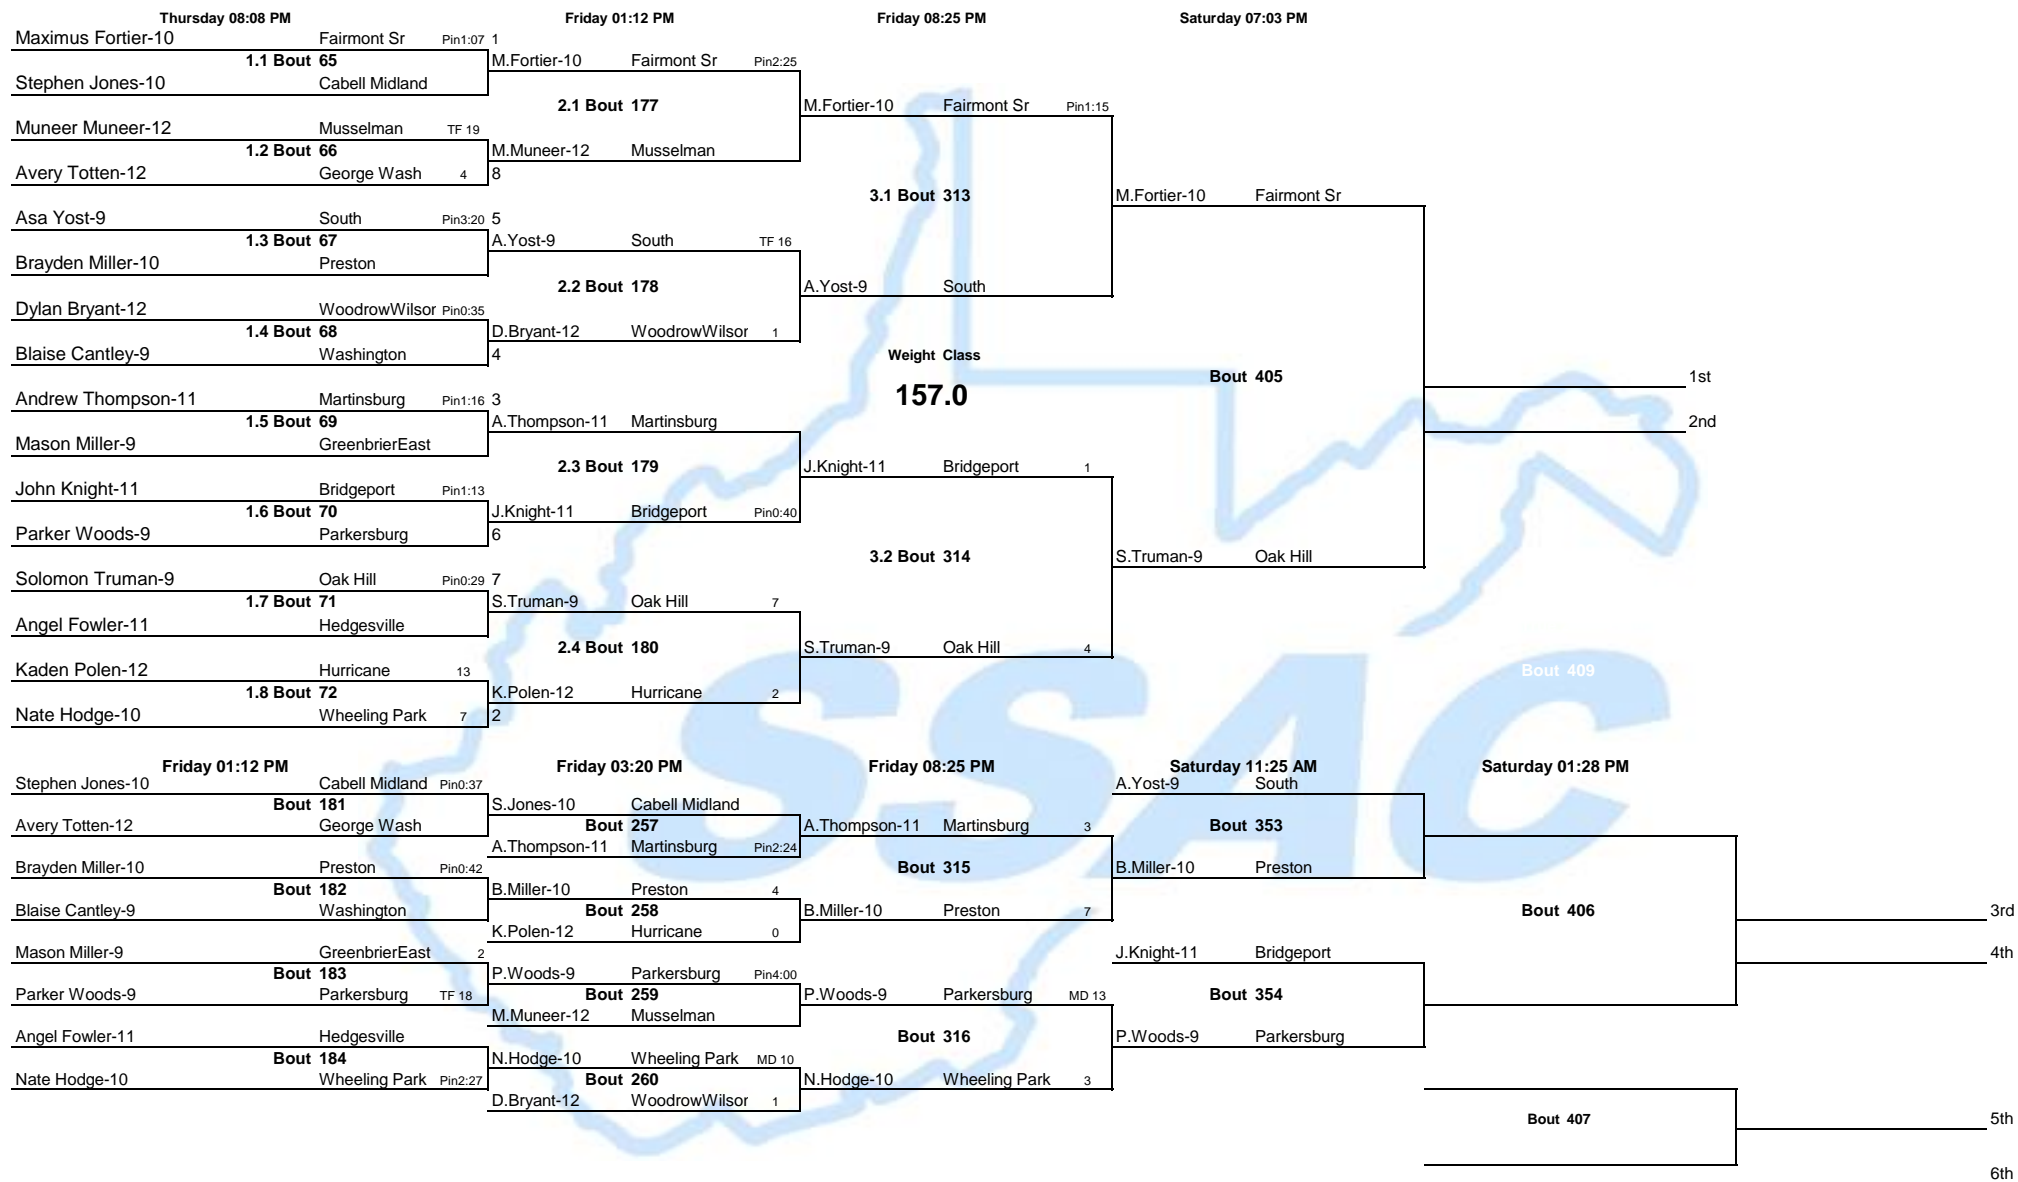 Thursday 08:08 PM Friday 01:12 PM Friday 08:25 PM Saturday 07:03 PM
Maximus Fortier-10 Fairmont Sr Pin1:07 1
1.1 Bout 65 M.Fortier-10 Fairmont Sr Pin2:25
Stephen Jones-10 Cabell Midland
2.1 Bout 177 M.Fortier-10 Fairmont Sr Pin1:15
Muneer Muneer-12 Musselman TF 19
1.2 Bout 66 M.Muneer-12 Musselman
Avery Totten-12 George Wash 4 8
3.1 Bout 313 M.Fortier-10 Fairmont Sr
Asa Yost-9 South Pin3:20 5
1.3 Bout 67 A.Yost-9 South TF 16
Brayden Miller-10 Preston
2.2 Bout 178 A.Yost-9 South
Dylan Bryant-12 WoodrowWilsor Pin0:35
1.4 Bout 68 D.Bryant-12 WoodrowWilsor 1
Blaise Cantley-9 Washington 4 Weight Class
Bout 405 1st
Andrew Thompson-11 Martinsburg Pin1:16 3 157.0
1.5 Bout 69 A.Thompson-11 Martinsburg 2nd
Mason Miller-9 GreenbrierEast
2.3 Bout 179 J.Knight-11 Bridgeport 1
John Knight-11 Bridgeport Pin1:13
1.6 Bout 70 J.Knight-11 Bridgeport Pin0:40
Parker Woods-9 Parkersburg 6
3.2 Bout 314 S.Truman-9 Oak Hill
Solomon Truman-9 Oak Hill Pin0:29 7
1.7 Bout 71 S.Truman-9 Oak Hill 7
Angel Fowler-11 Hedgesville
2.4 Bout 180 S.Truman-9 Oak Hill 4
Kaden Polen-12 Hurricane 13 Bout 409
1.8 Bout 72 K.Polen-12 Hurricane 2
Nate Hodge-10 Wheeling Park 7 2
SSAC
Friday 01:12 PM Friday 03:20 PM Friday 08:25 PM Saturday 11:25 AM Saturday 01:28 PM
Stephen Jones-10 Cabell Midland Pin0:37 A.Yost-9 South
Bout 181 S.Jones-10 Cabell Midland
Avery Totten-12 George Wash Bout 257 A.Thompson-11 Martinsburg 3 Bout 353
A.Thompson-11 Martinsburg Pin2:24
Brayden Miller-10 Preston Pin0:42 Bout 315 B.Miller-10 Preston
Bout 182 B.Miller-10 Preston 4
Blaise Cantley-9 Washington Bout 258 B.Miller-10 Preston 7 Bout 406 3rd
K.Polen-12 Hurricane 0
Mason Miller-9 GreenbrierEast 2 J.Knight-11 Bridgeport 4th
Bout 183 P.Woods-9 Parkersburg Pin4:00
Parker Woods-9 Parkersburg TF 18 Bout 259 P.Woods-9 Parkersburg MD 13 Bout 354
M.Muneer-12 Musselman
Angel Fowler-11 Hedgesville Bout 316 P.Woods-9 Parkersburg
Bout 184 N.Hodge-10 Wheeling Park MD 10
Nate Hodge-10 Wheeling Park Pin2:27 Bout 260 N.Hodge-10 Wheeling Park 3
D.Bryant-12 WoodrowWilsor 1
Bout 407 5th
6th